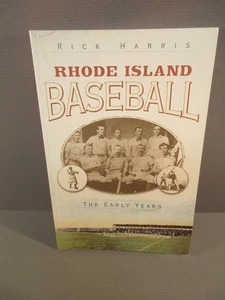 RICK HARRIS
RHODE ISLAND
BASEBALL
THE EARLY YEARS